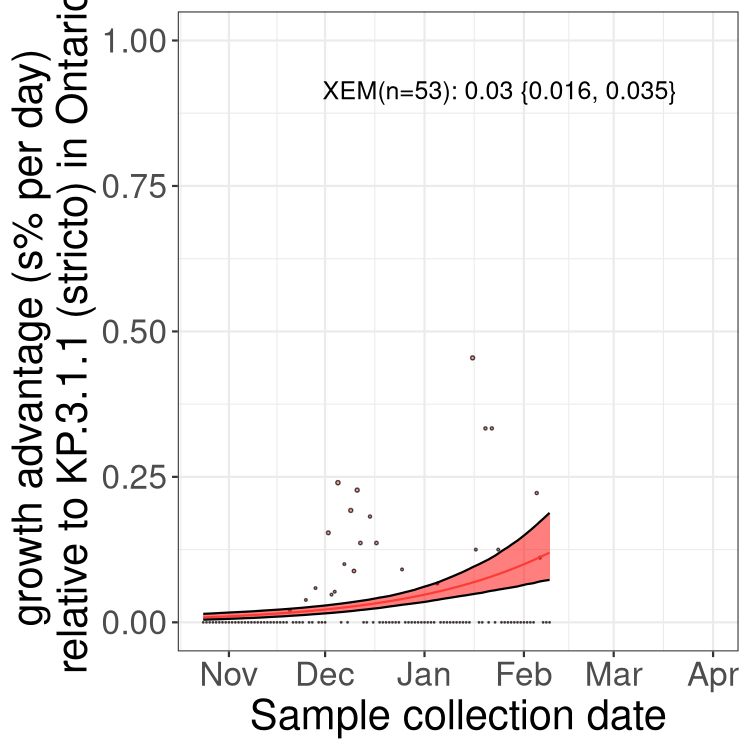 growth advantage (s% per day)
relative to KP.3.1.1 (stricto) in Ontario
1.00
0.75
0.50
0.25
0.00
XEM(n=53): 0.03 {0.016, 0.035}
Nov Dec Jan Feb Mar Apr
Sample collection date